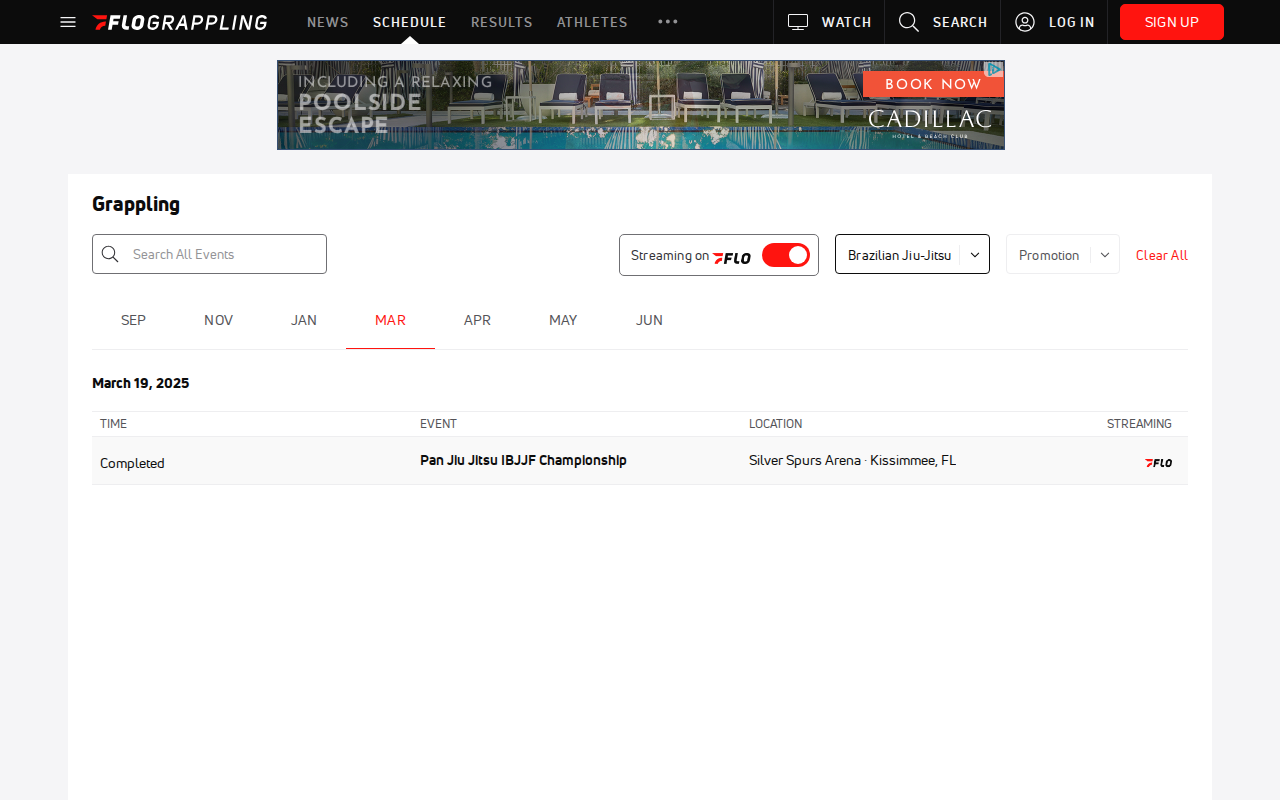 FLOGRAPPLING NEWS SCHEDULE RESULTS ATHLETES WATCH SEARCH LOG IN SIGN UP
INCLUDING A RELAXING
POOLSIDE
ESCAPE
BOOK NOW
CADILLAC
HOTEL & BEACH CLUB
Grappling
Search All Events
Streaming on FLO
Brazilian Jiu-Jitsu
Promotion
Clear All
SEP NOV JAN MAR APR MAY JUN
March 19, 2025
TIME EVENT LOCATION STREAMING
Completed Pan Jiu Jitsu IBJJF Championship Silver Spurs Arena · Kissimmee, FL FLO